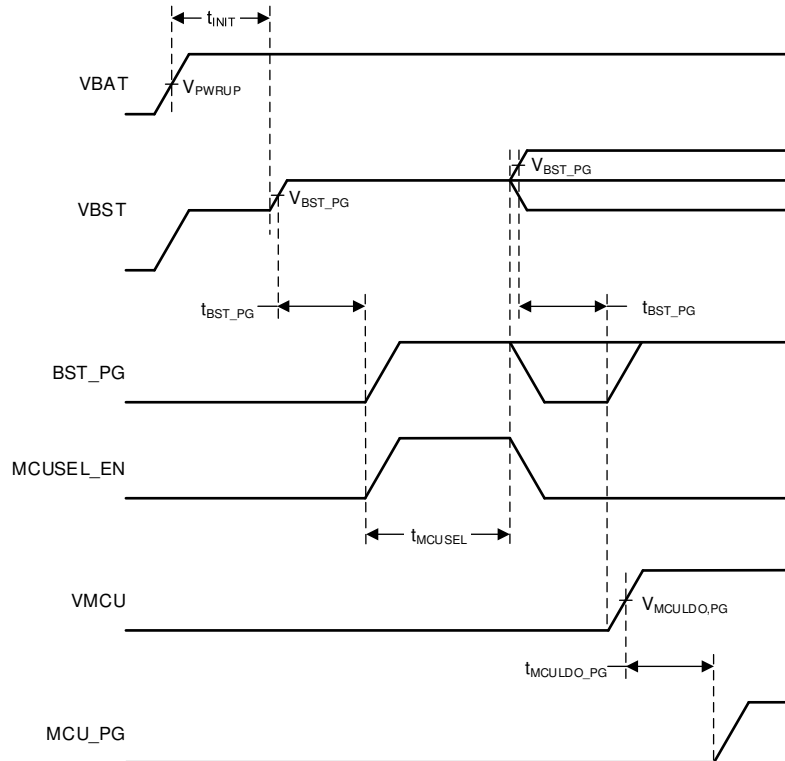 tINIT
VBAT
VPWRUP
VBST_PG
VBST
VBST_PG
tBST_PG
tBST_PG
BST_PG
MCUSEL_EN
tMCUSEL
VMCU
VMCULDO,PG
tMCULDO_PG
MCU_PG